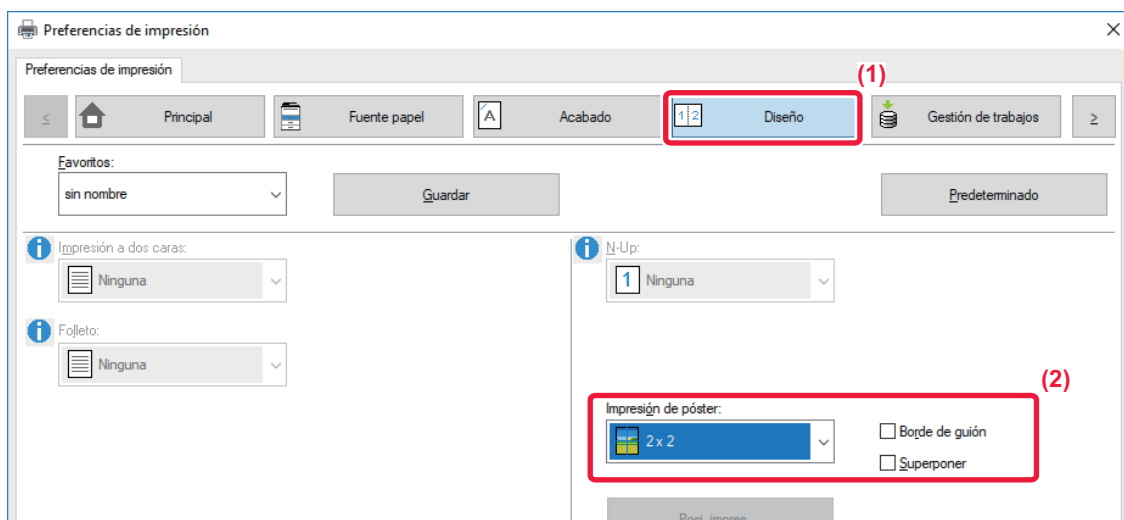 Preferencias de impresión
Preferencias de impresión
(1)
< Principal Fuente papel A Acabado 1 2 Diseño Gestión de trabajos >
Favoritos:
sin nombre Guardar Predeterminado
Impresión a dos caras: N-Up:
Ninguna 1 Ninguna
Folleto:
Ninguna
(2)
Impresión de póster:
2 x 2 Borde de guión
Superponer
Posi. impres.